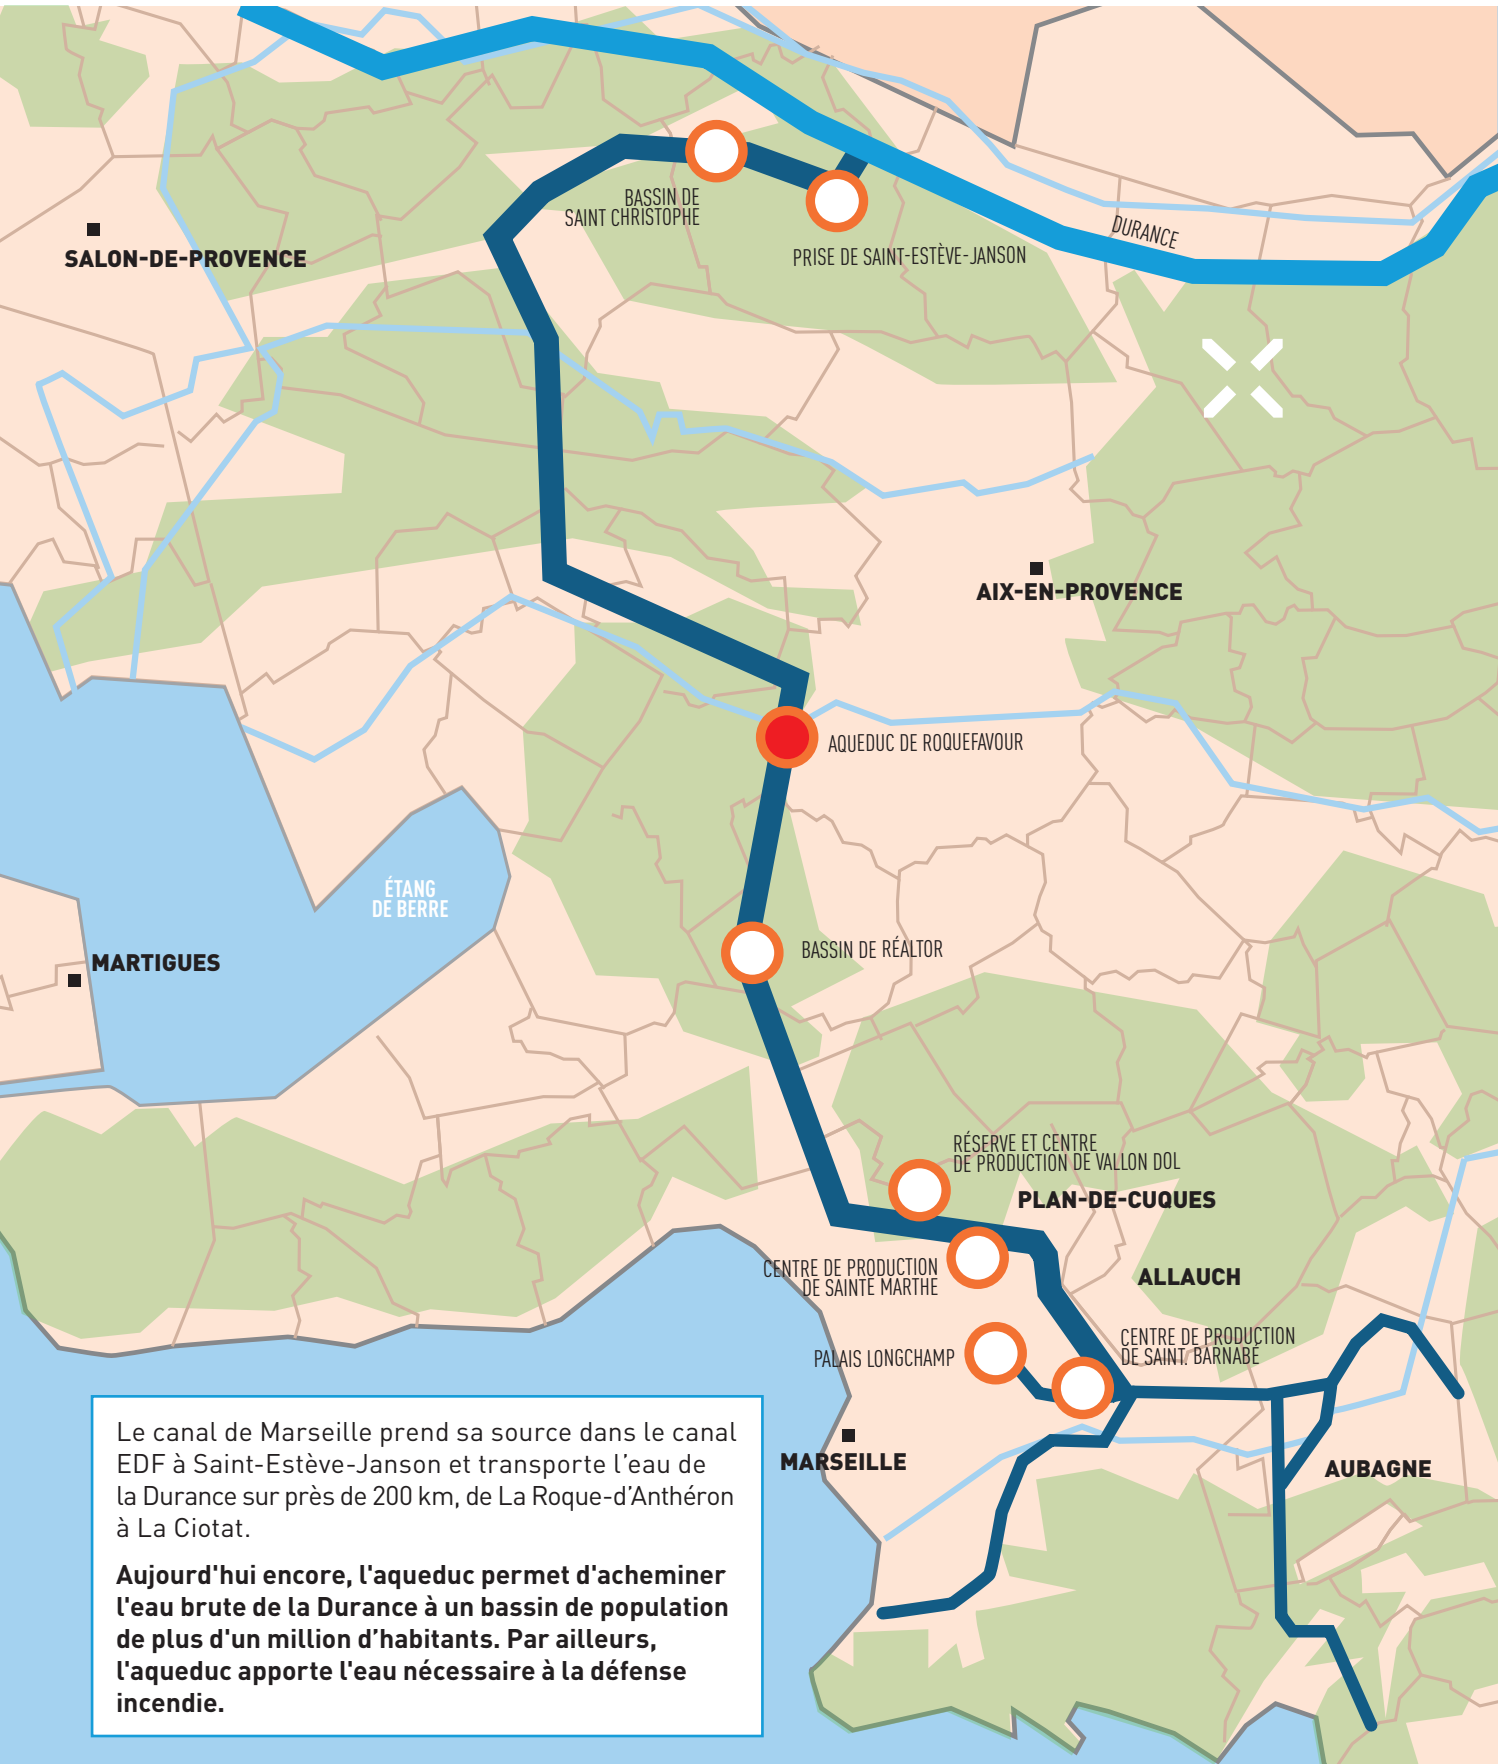 BASSIN DE
SAINT CHRISTOPHE
PRISE DE SAINT-ESTÈVE-JANSON
DURANCE
SALON-DE-PROVENCE
AIX-EN-PROVENCE
AQUEDUC DE ROQUEFAVOUR
ÉTANG
DE BERRE
BASSIN DE RÉALTOR
MARTIGUES
RÉSERVE ET CENTRE
DE PRODUCTION DE VALLON DOL
PLAN-DE-CUQUES
CENTRE DE PRODUCTION
DE SAINTE MARTHE
ALLAUCH
PALAIS LONGCHAMP
CENTRE DE PRODUCTION
DE SAINT. BARNABÉ
MARSEILLE
AUBAGNE
Le canal de Marseille prend sa source dans le canal
EDF à Saint-Estève-Janson et transporte l’eau de
la Durance sur près de 200 km, de La Roque-d’Anthéron
à La Ciotat.
Aujourd'hui encore, l'aqueduc permet d'acheminer
l'eau brute de la Durance à un bassin de population
de plus d'un million d’habitants. Par ailleurs,
l'aqueduc apporte l'eau nécessaire à la défense
incendie.